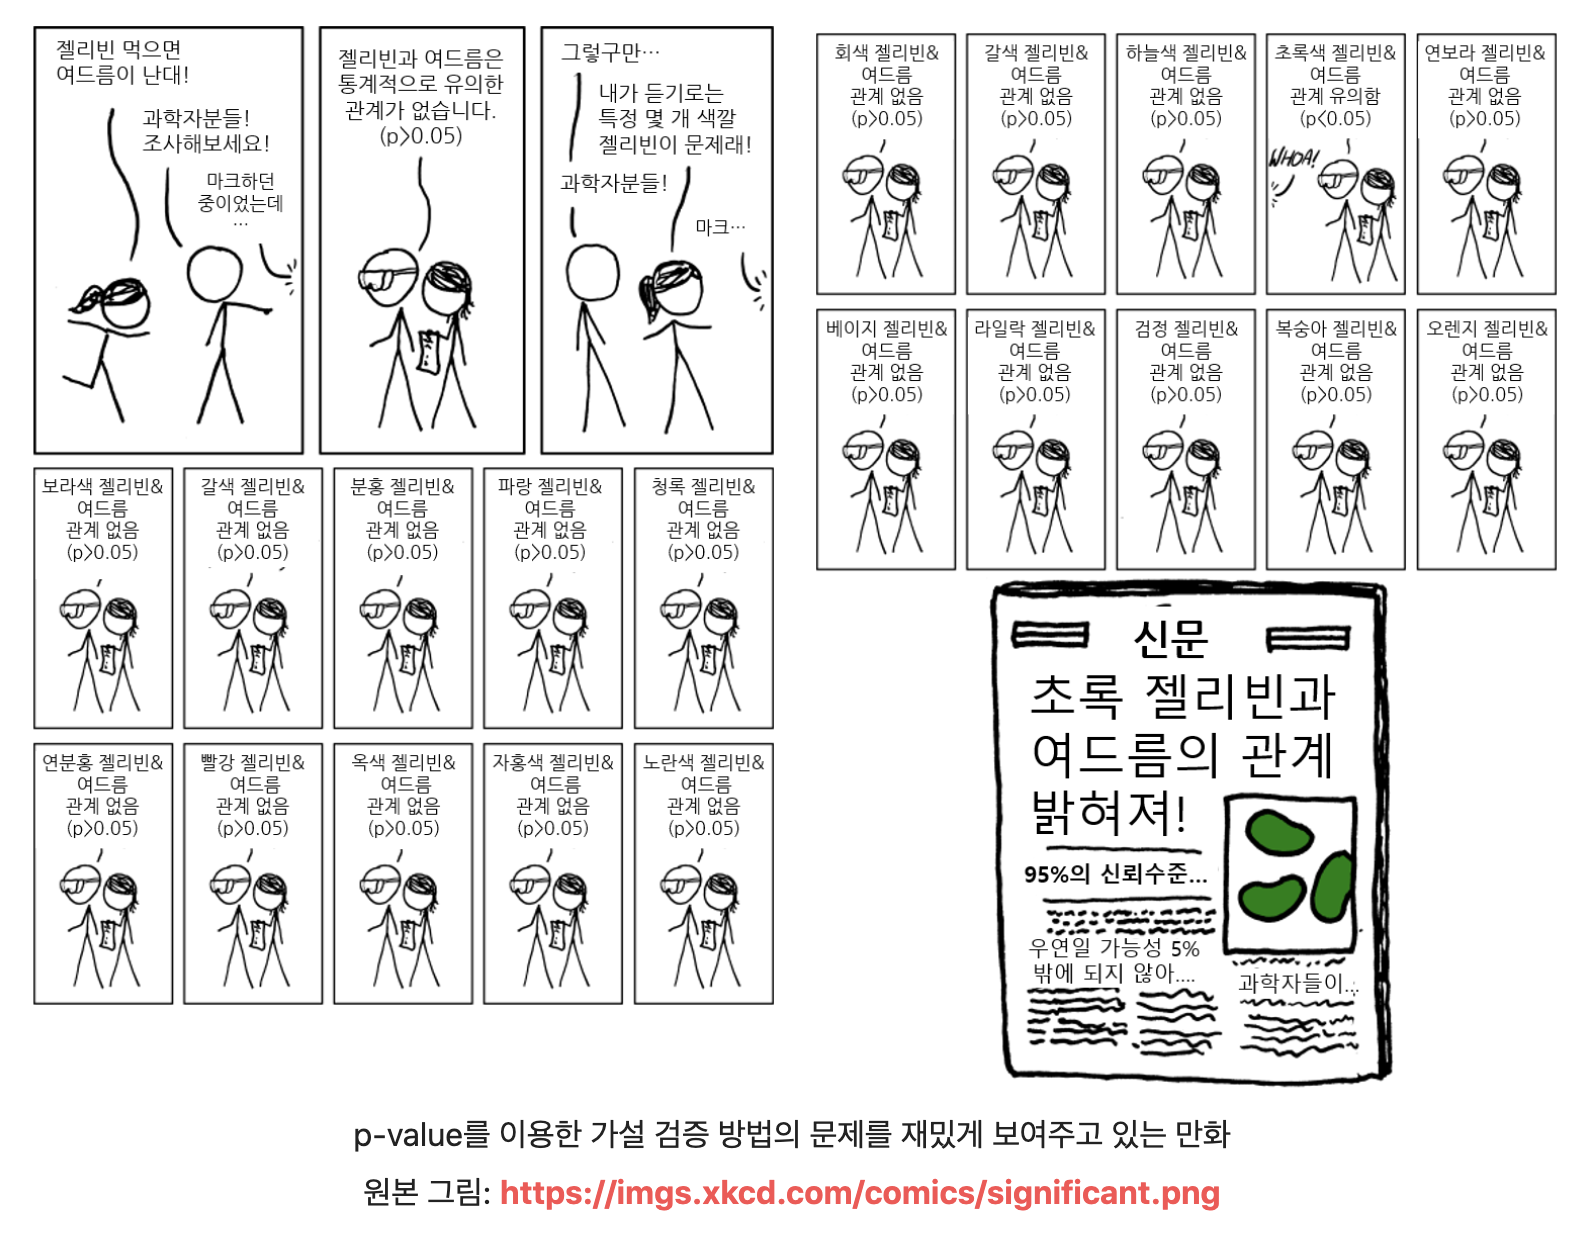 젤리빈 먹으면
여드름이 난대!
과학자분들!
조사해보세요!
마크하던
중이었는데
…
젤리빈과 여드름은
통계적으로 유의한
관계가 없습니다.
(p>0.05)
그렇구만…
내가 듣기로는
특정 몇 개 색깔
젤리빈이 문제래!
과학자분들!
마크…
보라색 젤리빈&
여드름
관계 없음
(p>0.05)
갈색 젤리빈&
여드름
관계 없음
(p>0.05)
분홍 젤리빈&
여드름
관계 없음
(p>0.05)
파랑 젤리빈&
여드름
관계 없음
(p>0.05)
청록 젤리빈&
여드름
관계 없음
(p>0.05)
연분홍 젤리빈&
여드름
관계 없음
(p>0.05)
빨강 젤리빈&
여드름
관계 없음
(p>0.05)
옥색 젤리빈&
여드름
관계 없음
(p>0.05)
자홍색 젤리빈&
여드름
관계 없음
(p>0.05)
노란색 젤리빈&
여드름
관계 없음
(p>0.05)
회색 젤리빈&
여드름
관계 없음
(p>0.05)
갈색 젤리빈&
여드름
관계 없음
(p>0.05)
하늘색 젤리빈&
여드름
관계 없음
(p>0.05)
초록색 젤리빈&
여드름
관계 유의함
(p<0.05)
WHOA!
연보라 젤리빈&
여드름
관계 없음
(p>0.05)
베이지 젤리빈&
여드름
관계 없음
(p>0.05)
라일락 젤리빈&
여드름
관계 없음
(p>0.05)
검정 젤리빈&
여드름
관계 없음
(p>0.05)
복숭아 젤리빈&
여드름
관계 없음
(p>0.05)
오렌지 젤리빈&
여드름
관계 없음
(p>0.05)
신문
초록 젤리빈과
여드름의 관계
밝혀져!
95%의 신뢰수준...
우연일 가능성 5%
밖에 되지 않아....
과학자들이...
p-value를 이용한 가설 검증 방법의 문제를 재밌게 보여주고 있는 만화
원본 그림: https://imgs.xkcd.com/comics/significant.png